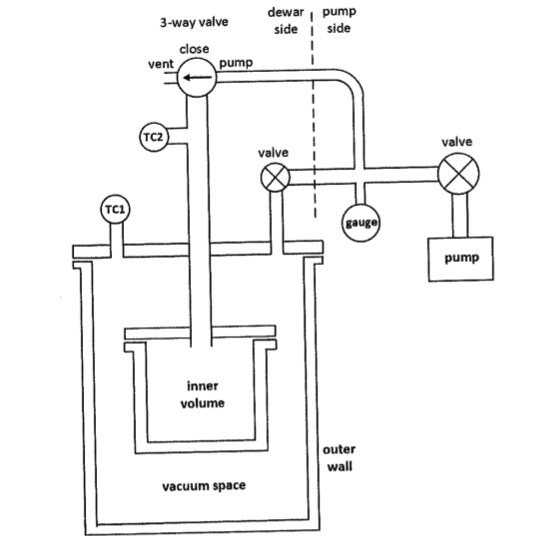 3-way valve
dewar side
pump side
close
vent
pump
TC2
valve
valve
TC1
gauge
pump
inner
volume
outer
wall
vacuum space